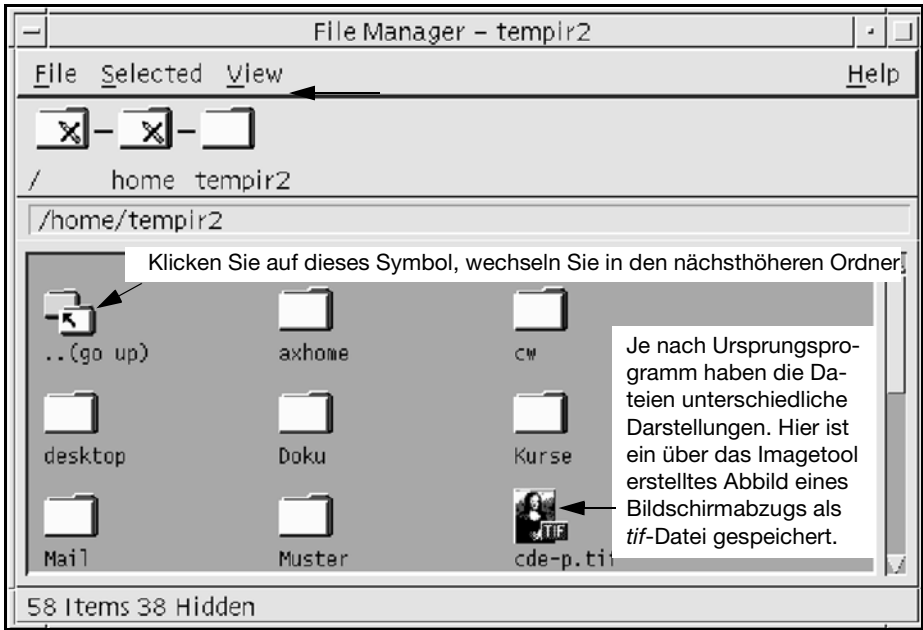 File Manager – tempir2
File Selected View Help
/ home tempir2
/home/tempir2
Klicken Sie auf dieses Symbol, wechseln Sie in den nächsthöheren Ordner.
..(go up) axhome cw
Je nach Ursprungspro-
gramm haben die Da-
teien unterschiedliche
Darstellungen. Hier ist
ein über das Imagetool
erstelltes Abbild eines
Bildschirmabzugs als
tif-Datei gespeichert.
desktop Doku Kurse
TIF
Mail Muster cde-p.tif
58 Items 38 Hidden